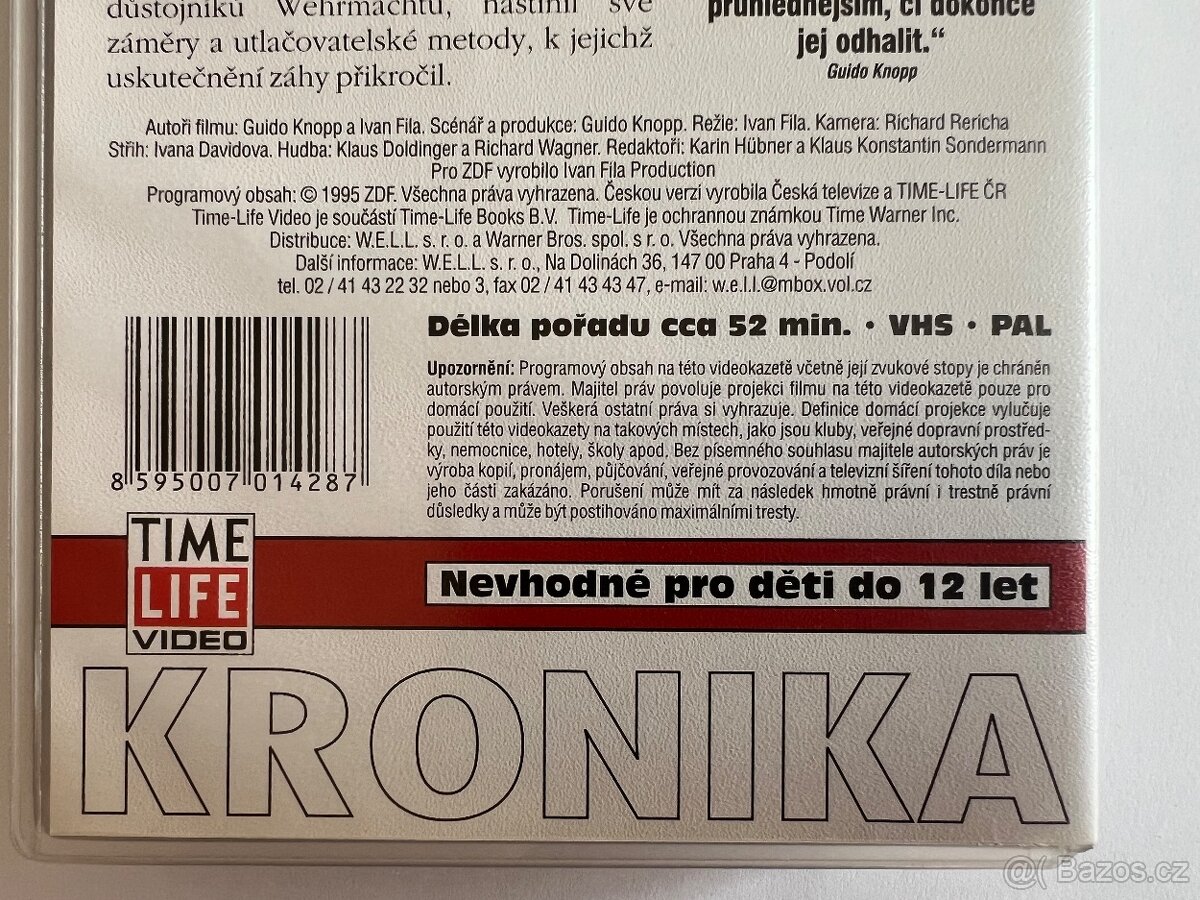 důstojníků Wehrmachtu, nastínil své
záměry a utlačovatelské metody, k jejichž
uskutečnění záhy přikročil.
průhlednějším, či dokonce
jej odhalit.“
Guido Knopp
Autoři filmu: Guido Knopp a Ivan Fila. Scénář a produkce: Guido Knopp. Režie: Ivan Fila. Kamera: Richard Rericha
Střih: Ivana Davidova. Hudba: Klaus Doldinger a Richard Wagner. Redaktoři: Karin Hübner a Klaus Konstantin Sondermann
Pro ZDF vyrobilo Ivan Fila Production
Programový obsah: © 1995 ZDF. Všechna práva vyhrazena. Českou verzi vyrobila Česká televize a TIME-LIFE ČR
Time-Life Video je součástí Time-Life Books B.V. Time-Life je ochrannou známkou Time Warner Inc.
Distribuce: W.E.L.L. s. r. o. a Warner Bros. spol. s r. o. Všechna práva vyhrazena.
Další informace: W.E.L.L. s. r. o., Na Dolinách 36, 147 00 Praha 4 - Podolí
tel. 02 / 41 43 22 32 nebo 3, fax 02 / 41 43 43 47, e-mail: w.e.l.l.@mbox.vol.cz
Délka pořadu cca 52 min. • VHS • PAL
Upozornění: Programový obsah na této videokazetě včetně její zvukové stopy je chráněn
autorským právem. Majitel práv povoluje projekci filmu na této videokazetě pouze pro
domácí použití. Veškerá ostatní práva si vyhrazuje. Definice domácí projekce vylučuje
použití této videokazety na takových místech, jako jsou kluby, veřejné dopravní prostřed-
ky, nemocnice, hotely, školy apod. Bez písemného souhlasu majitele autorských práv je
výroba kopií, pronájem, půjčování, veřejné provozování a televizní šíření tohoto díla nebo
jeho části zakázáno. Porušení může mít za následek hmotně právní i trestně právní
důsledky a může být postihováno maximálními tresty.
8 595007 014287
TIME
LIFE
VIDEO
Nevhodné pro děti do 12 let
KRONIKA
@( Bazos.cz